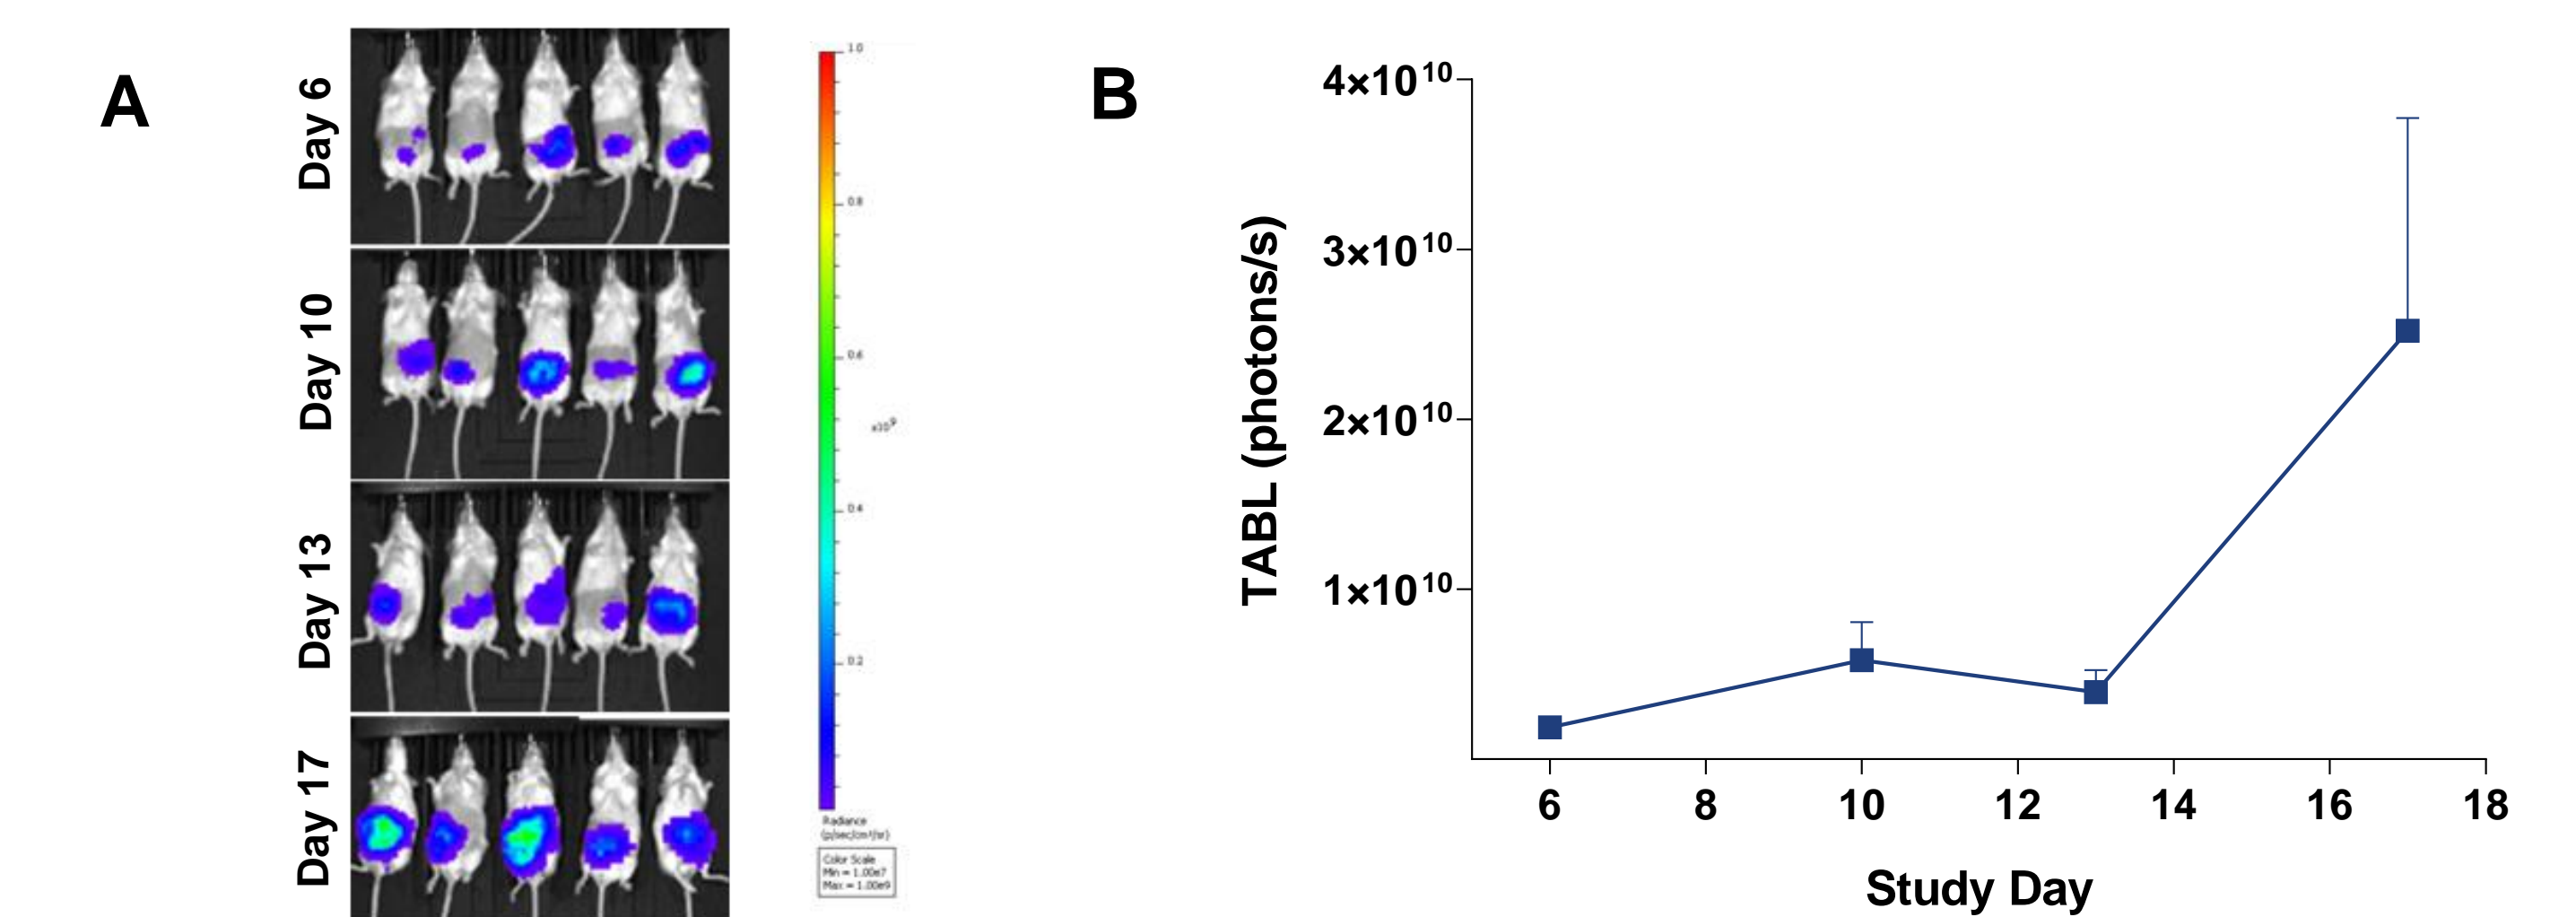 A
Day 6
Day 10
Day 13
Day 17
1.0
0.8
0.6
x10⁹
0.4
0.2
Radiance
(p/sec/cm²/sr)
Color Scale
Min = 1.00e7
Max = 1.00e9
B
TABL (photons/s)
4×10¹⁰
3×10¹⁰
2×10¹⁰
1×10¹⁰
6 8 10 12 14 16 18
Study Day